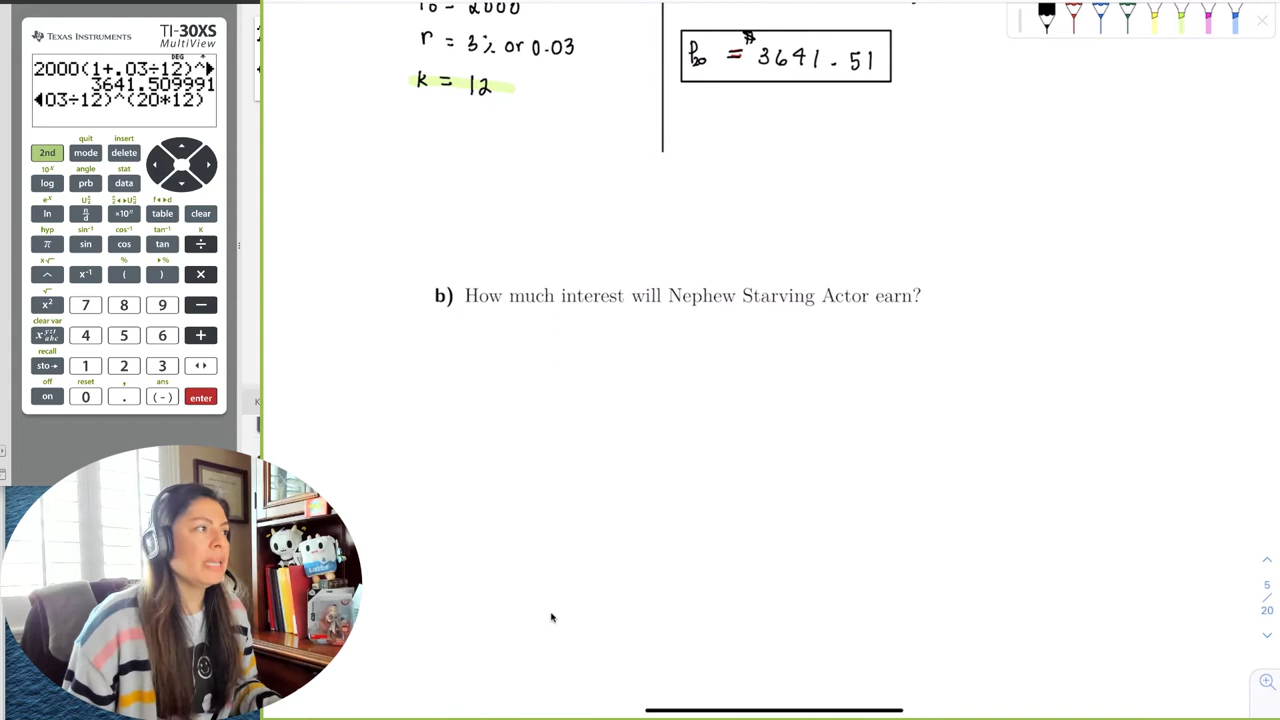 TEXAS INSTRUMENTS
TI-30XS
MultiView
DEG
2000(1+.03÷12)^
3641.509991
03÷12)^(20*12)
quit insert
2nd mode delete
10ˣ angle stat
log prb data
eˣ f◄►d
ln n/d ×10ⁿ table clear
hyp sin⁻¹ cos⁻¹ tan⁻¹ K
π sin cos tan ÷
% ►%
^ x⁻¹ ( ) ×
√
x² 7 8 9 −
clear var
x yzt abc 4 5 6 +
recall
sto→ 1 2 3 ◄►
off reset , ans
on 0 . (-) enter
= 2000
r = 3% or 0.03
k = 12
P₂₀ = $3641.51
b) How much interest will Nephew Starving Actor earn?
5
/
20